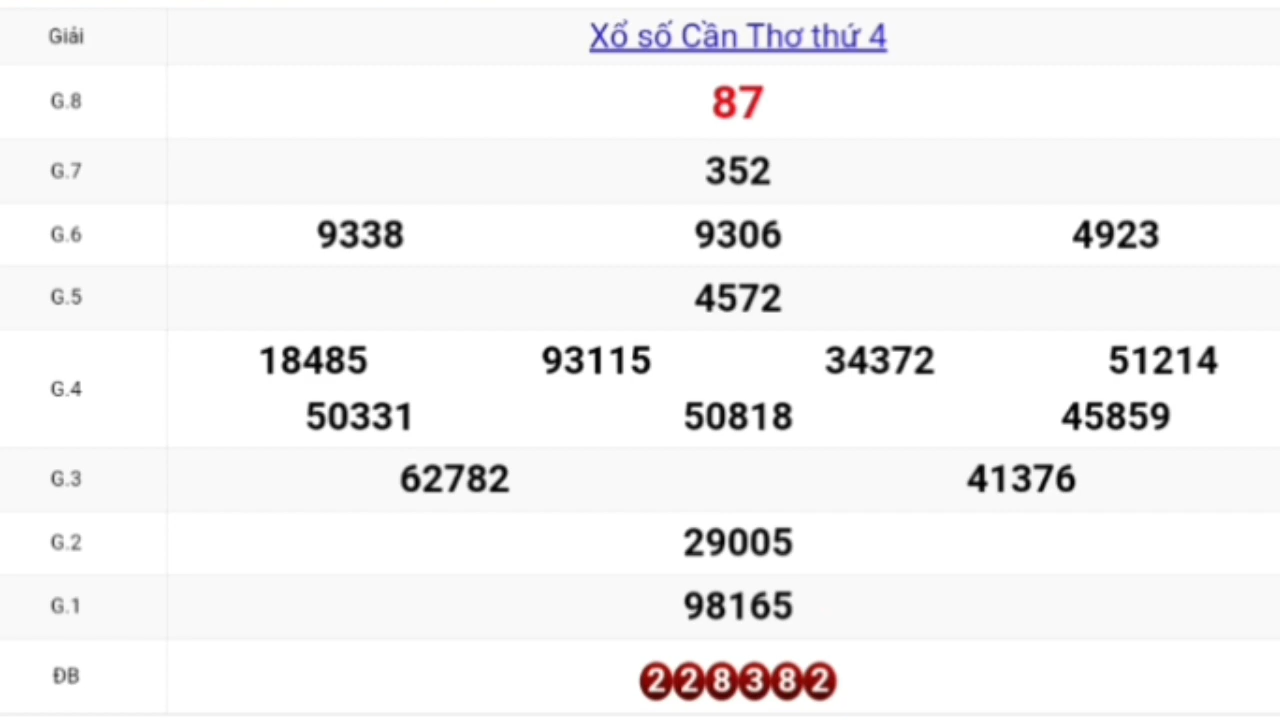 Giải Xổ số Cần Thơ thứ 4
G.8 87
G.7 352
G.6 9338 9306 4923
G.5 4572
G.4 18485 93115 34372 51214
50331 50818 45859
G.3 62782 41376
G.2 29005
G.1 98165
ĐB 228382